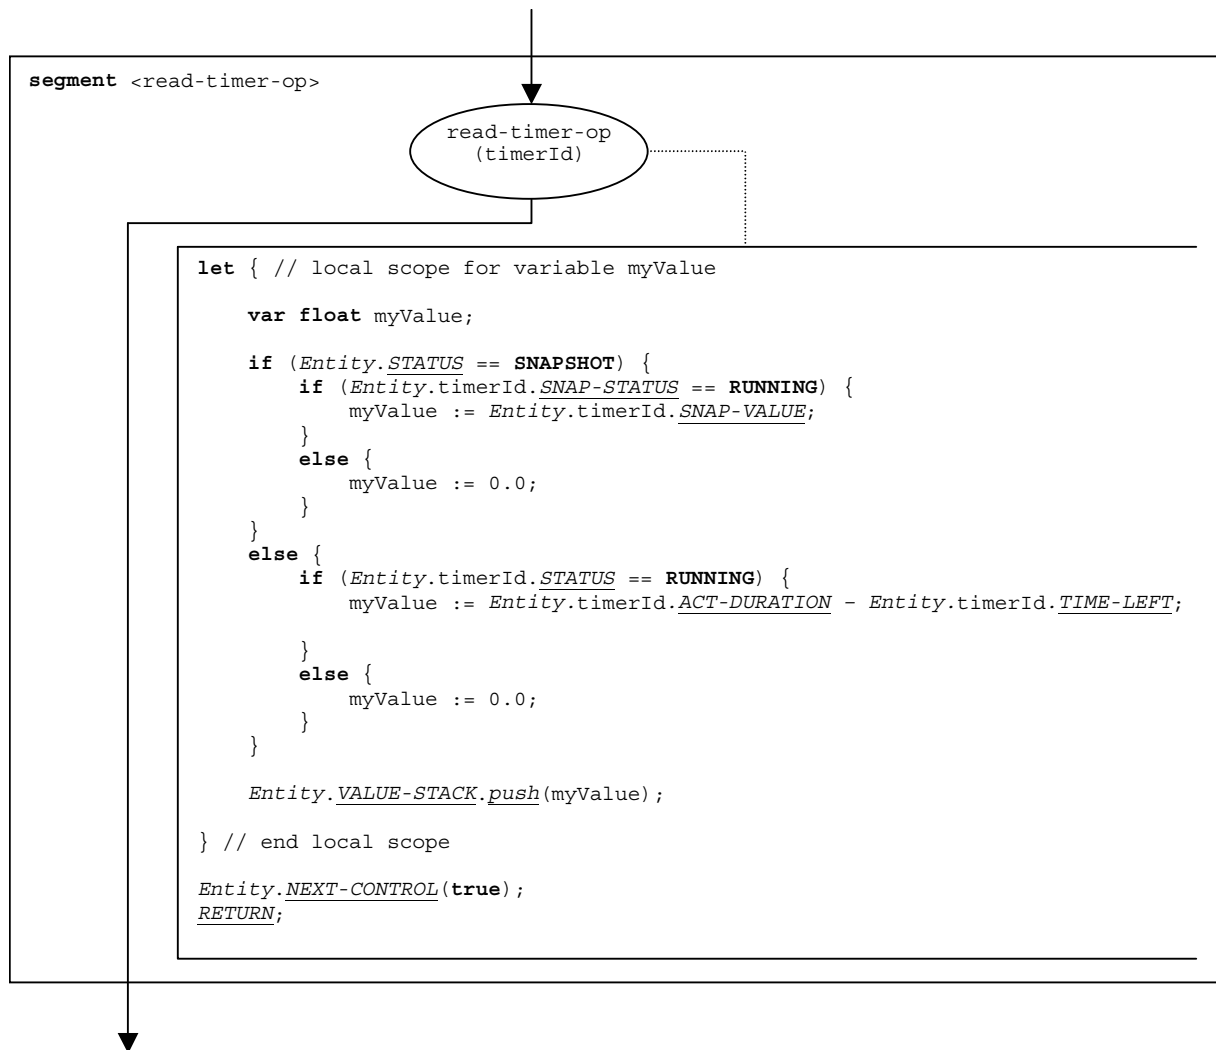 segment <read-timer-op>
read-timer-op
(timerId)
let { // local scope for variable myValue
var float myValue;
if (Entity.STATUS == SNAPSHOT) {
if (Entity.timerId.SNAP-STATUS == RUNNING) {
myValue := Entity.timerId.SNAP-VALUE;
}
else {
myValue := 0.0;
}
}
else {
if (Entity.timerId.STATUS == RUNNING) {
myValue := Entity.timerId.ACT-DURATION – Entity.timerId.TIME-LEFT;
}
else {
myValue := 0.0;
}
}
Entity.VALUE-STACK.push(myValue);
} // end local scope
Entity.NEXT-CONTROL(true);
RETURN;